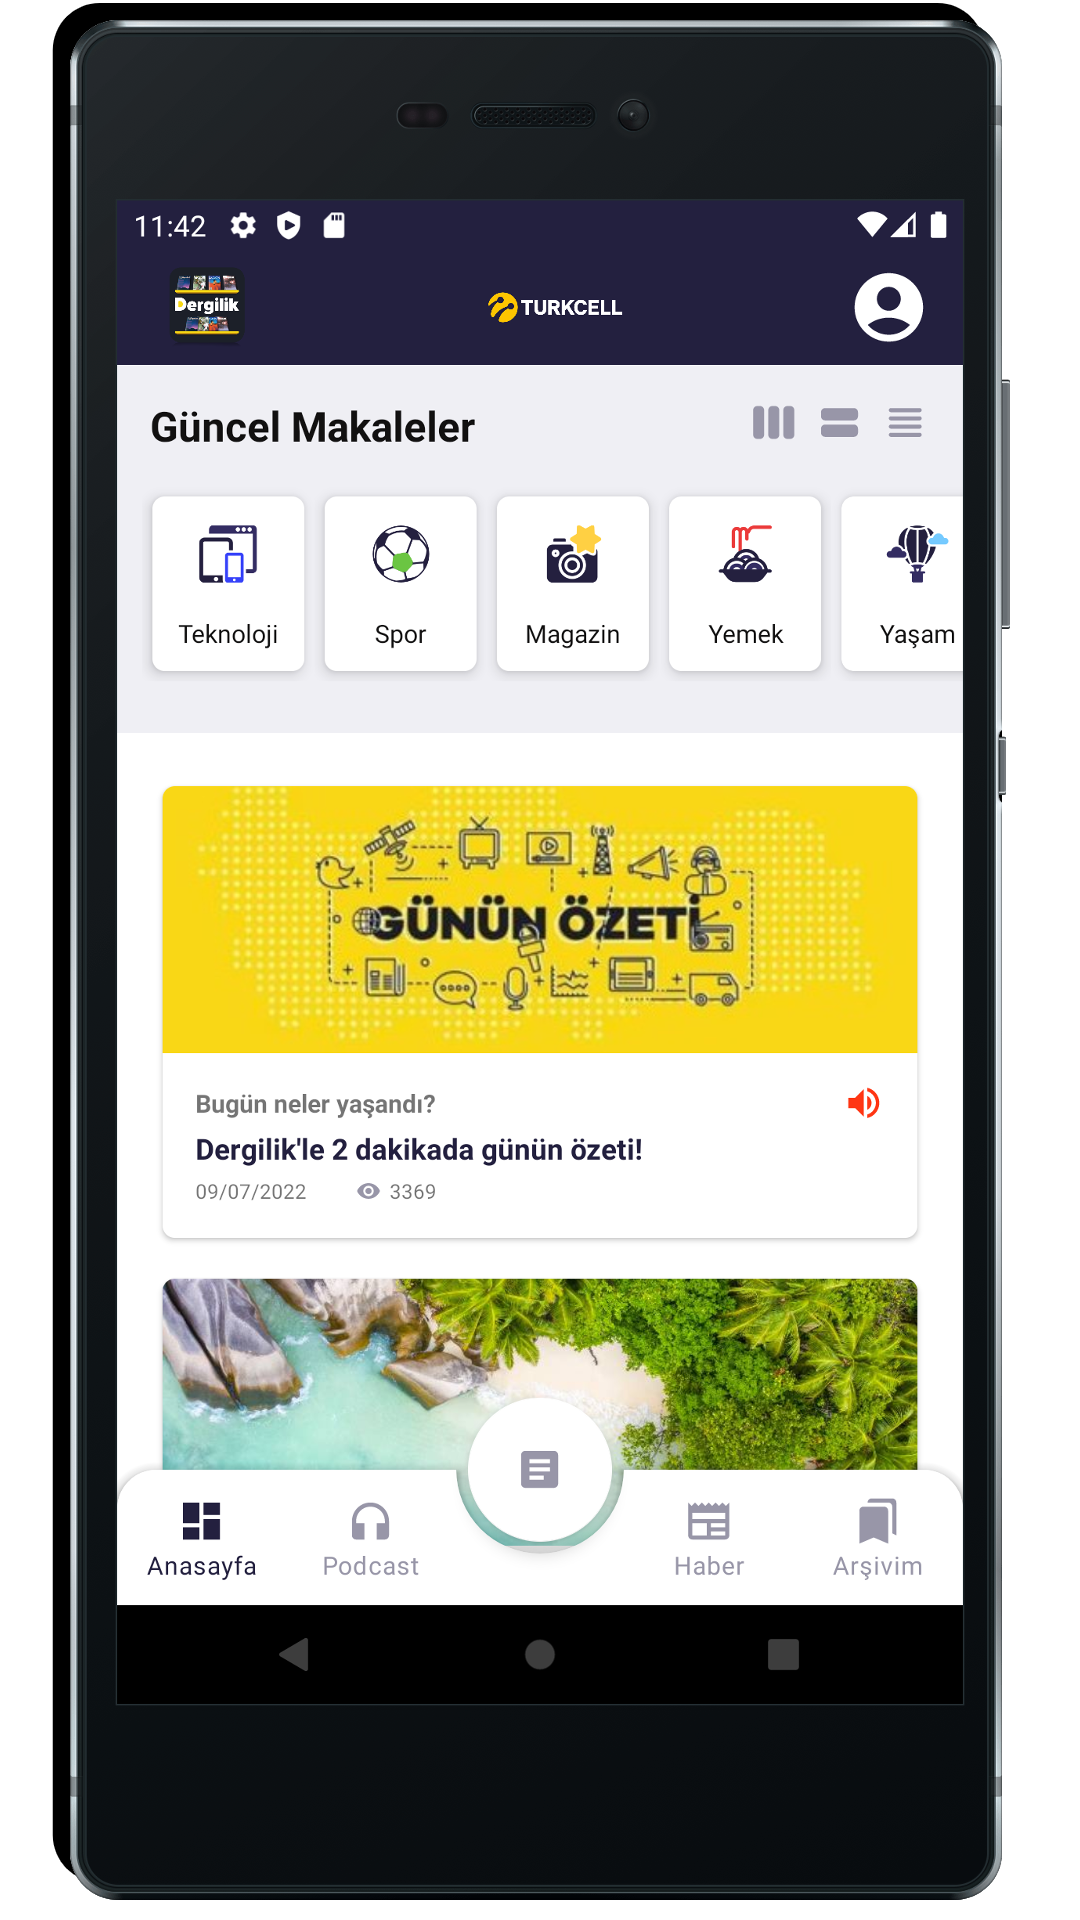 11:42
Dergilik
TURKCELL
Güncel Makaleler
Teknoloji
Spor
Magazin
Yemek
Yaşam
GÜNÜN ÖZETİ
Bugün neler yaşandı?
Dergilik'le 2 dakikada günün özeti!
09/07/2022 3369
Anasayfa
Podcast
Haber
Arşivim